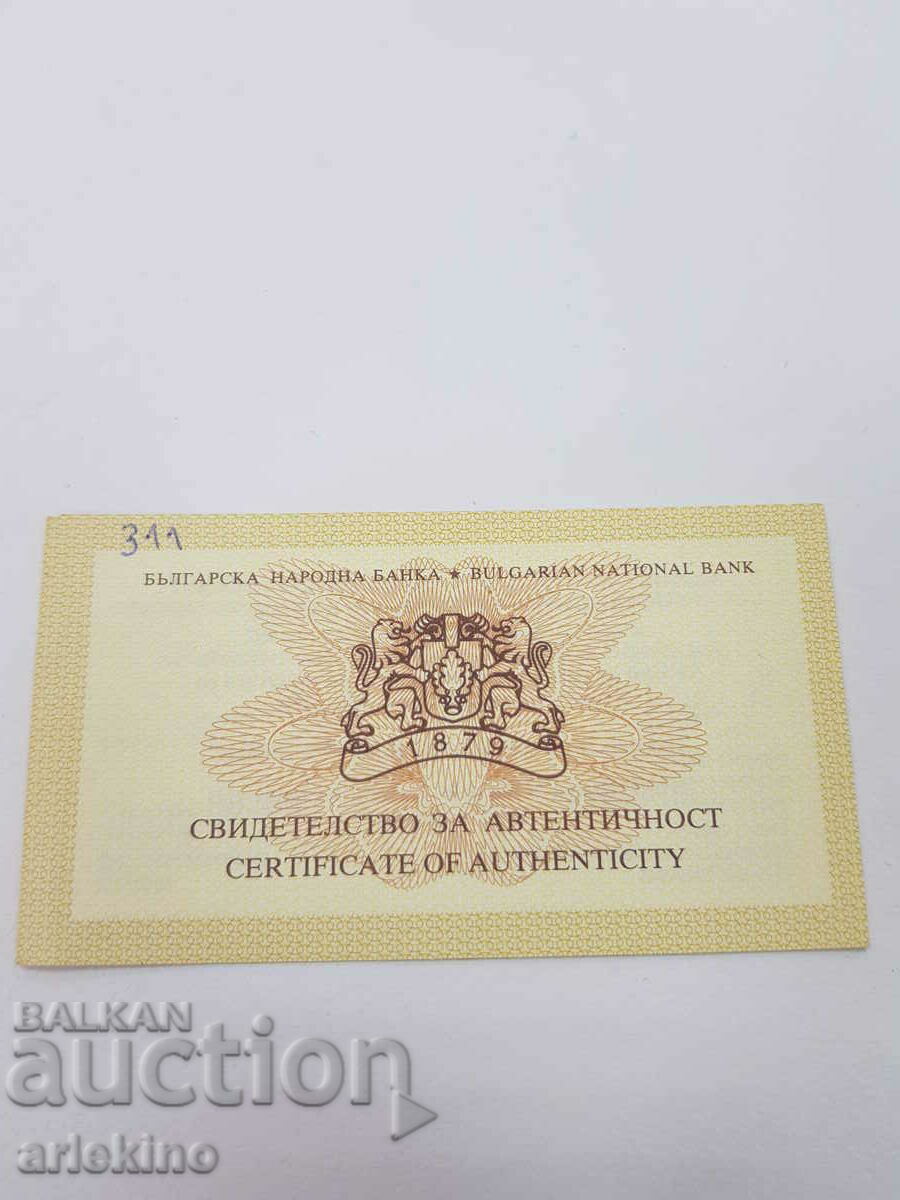 311
БЪЛГАРСКА НАРОДНА БАНКА ★ BULGARIAN NATIONAL BANK
1879
СВИДЕТЕЛСТВО ЗА АВТЕНТИЧНОСТ
CERTIFICATE OF AUTHENTICITY
BALKAN
auction
arlekino